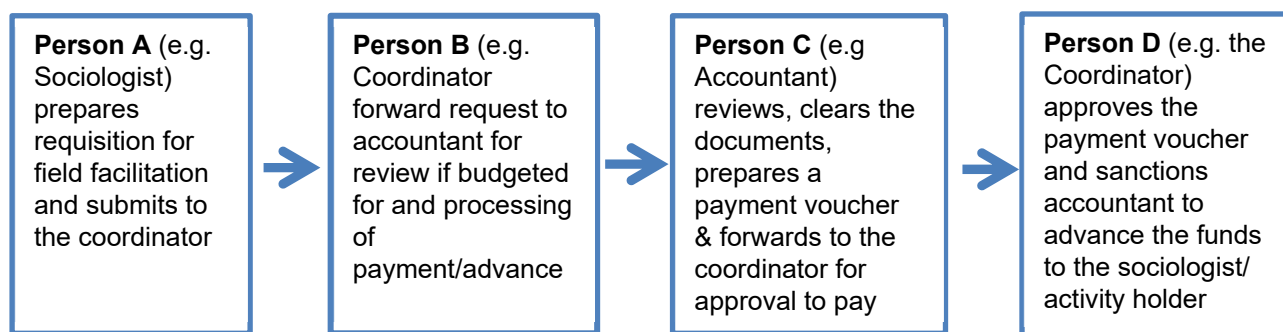 Person A (e.g.
Sociologist)
prepares
requisition for
field facilitation
and submits to
the coordinator
Person B (e.g.
Coordinator
forward request to
accountant for
review if budgeted
for and processing
of
payment/advance
Person C (e.g
Accountant)
reviews, clears the
documents,
prepares a
payment voucher
& forwards to the
coordinator for
approval to pay
Person D (e.g. the
Coordinator)
approves the
payment voucher
and sanctions
accountant to
advance the funds
to the sociologist/
activity holder